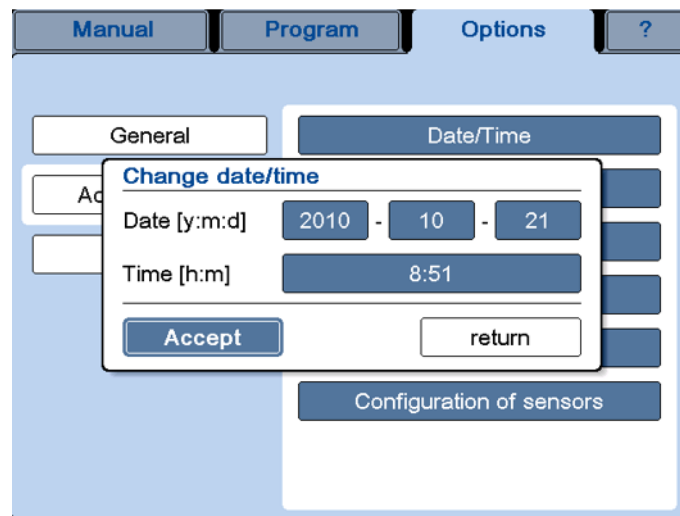 Manual Program Options ?
General Date/Time
Change date/time
Date [y:m:d] 2010 - 10 - 21
Time [h:m] 8:51
Accept return
Configuration of sensors